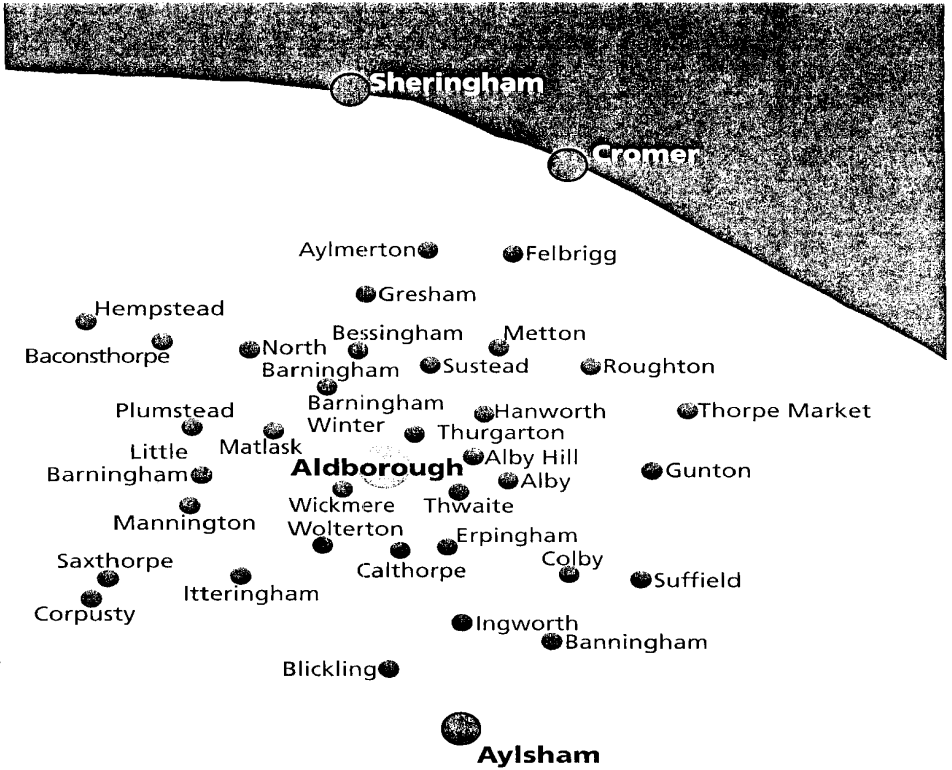 Sheringham
Cromer
Aylmerton
Felbrigg
Gresham
Hempstead
Bessingham
Metton
Baconsthorpe
North
Barningham
Sustead
Roughton
Barningham
Winter
Plumstead
Hanworth
Thorpe Market
Matlask
Thurgarton
Little
Barningham
Aldborough
Alby Hill
Gunton
Alby
Wickmere
Thwaite
Mannington
Wolterton
Erpingham
Saxthorpe
Calthorpe
Colby
Suffield
Itteringham
Corpusty
Ingworth
Banningham
Blickling
Aylsham